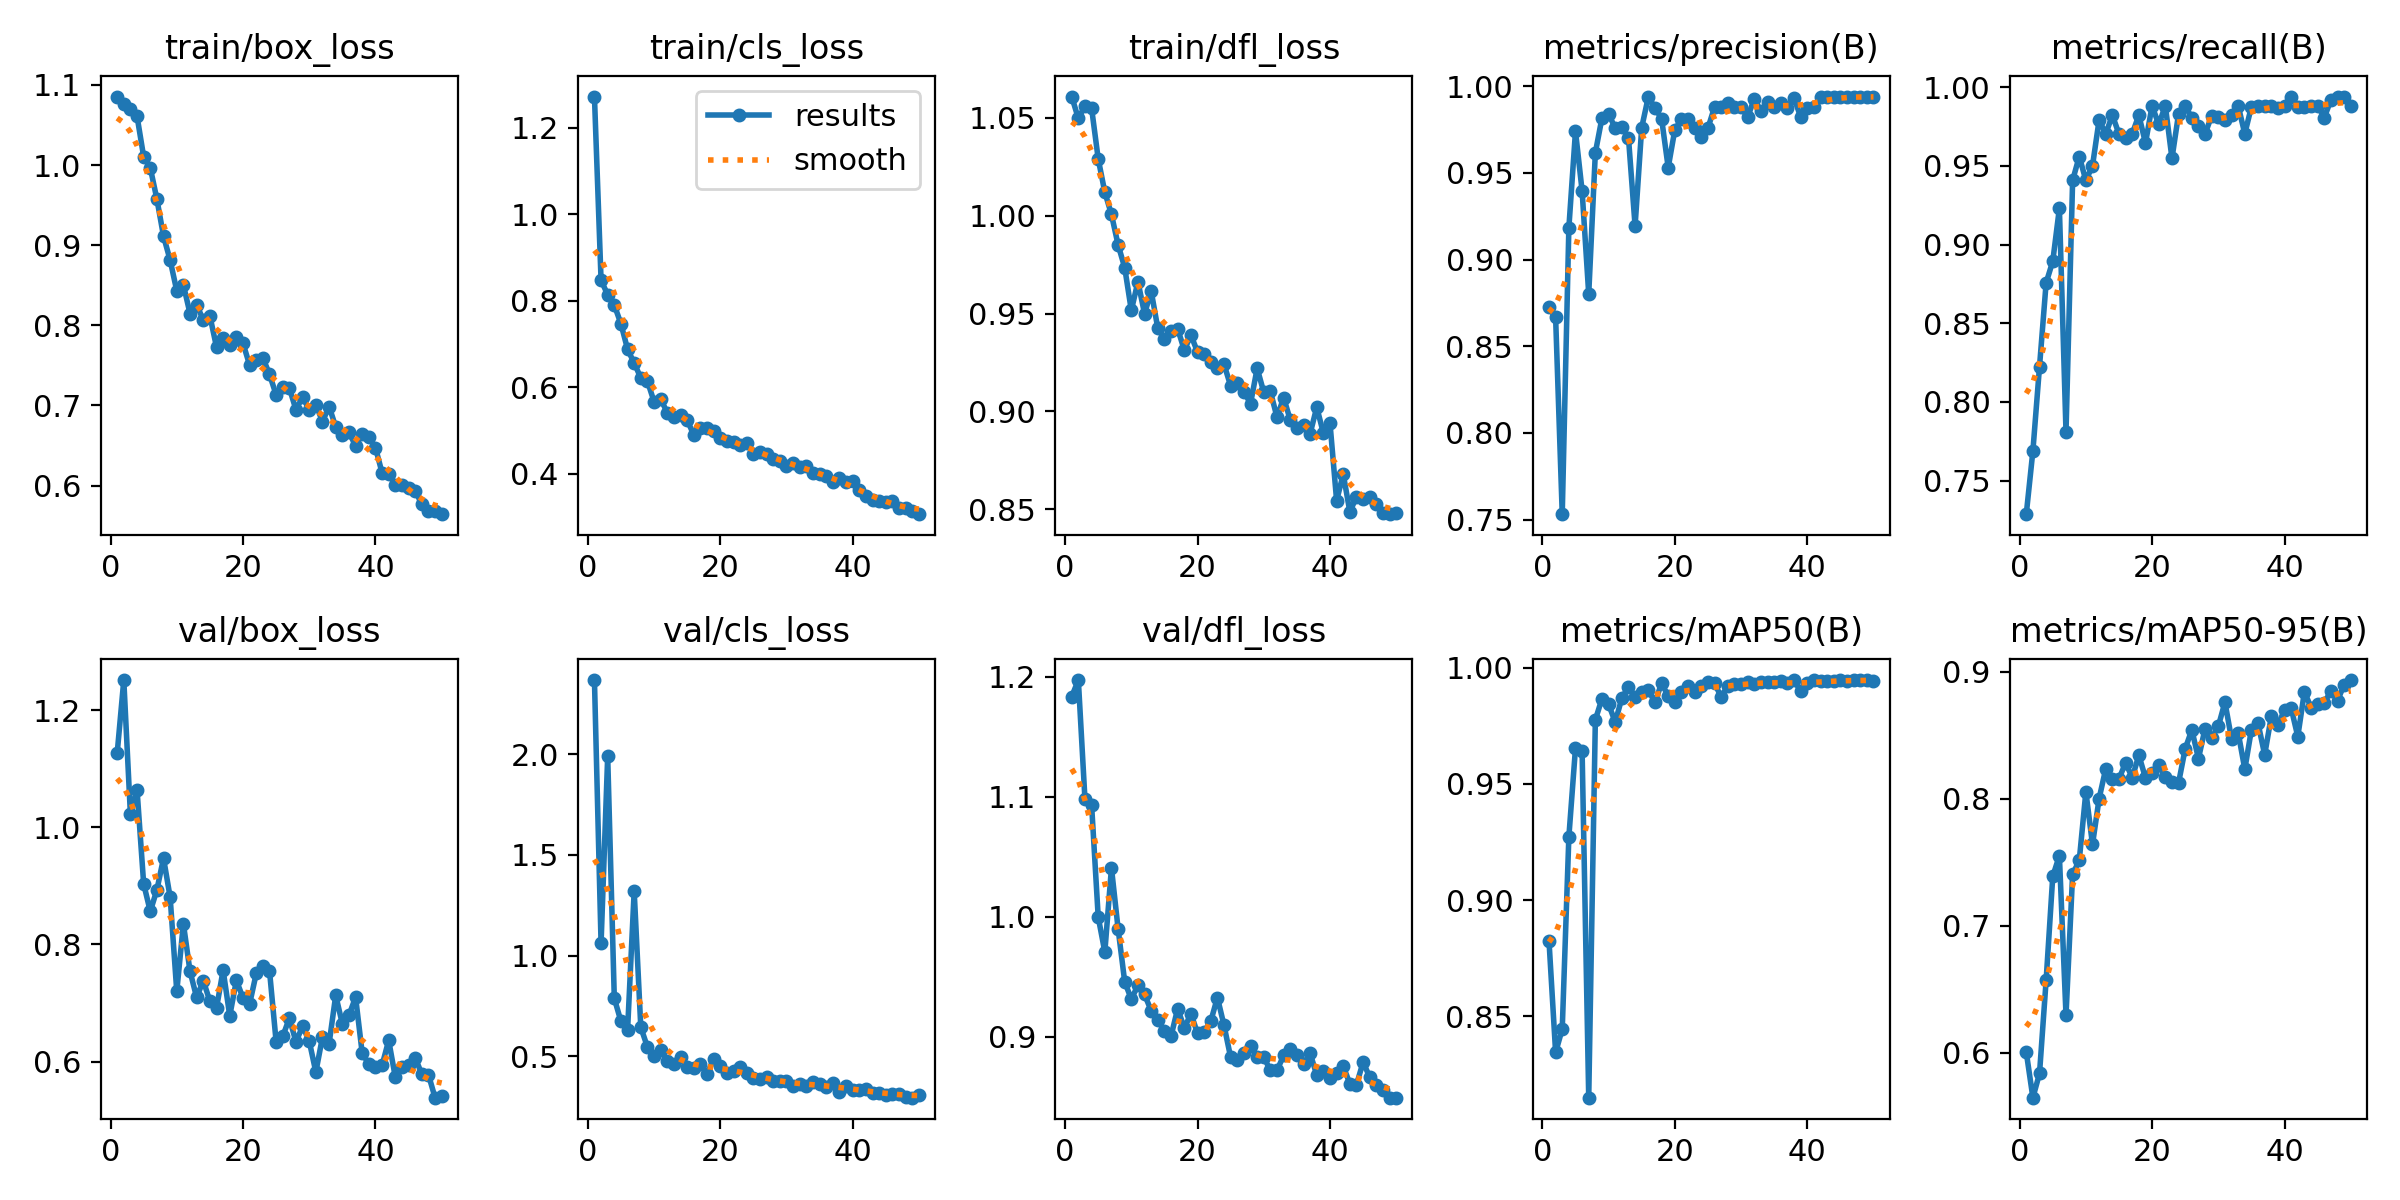 train/box_loss
1.1
1.0
0.9
0.8
0.7
0.6
0 20 40
train/cls_loss
results
smooth
1.2
1.0
0.8
0.6
0.4
0 20 40
train/dfl_loss
1.05
1.00
0.95
0.90
0.85
0 20 40
metrics/precision(B)
1.00
0.95
0.90
0.85
0.80
0.75
0 20 40
metrics/recall(B)
1.00
0.95
0.90
0.85
0.80
0.75
0 20 40
val/box_loss
1.2
1.0
0.8
0.6
0 20 40
val/cls_loss
2.0
1.5
1.0
0.5
0 20 40
val/dfl_loss
1.2
1.1
1.0
0.9
0 20 40
metrics/mAP50(B)
1.00
0.95
0.90
0.85
0 20 40
metrics/mAP50-95(B)
0.9
0.8
0.7
0.6
0 20 40